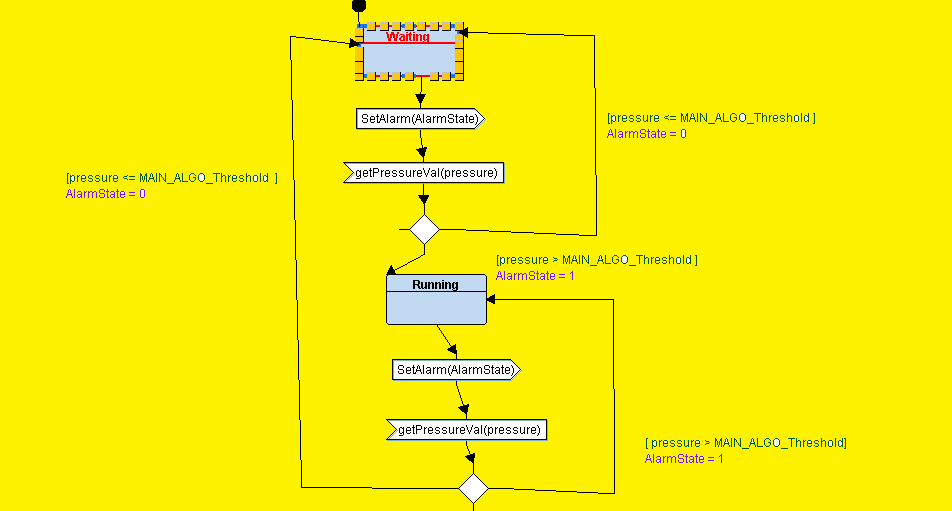 Waiting
SetAlarm(AlarmState)
[pressure <= MAIN_ALGO_Threshold ]
AlarmState = 0
getPressureVal(pressure)
[pressure <= MAIN_ALGO_Threshold ]
AlarmState = 0
[pressure > MAIN_ALGO_Threshold ]
AlarmState = 1
Running
SetAlarm(AlarmState)
getPressureVal(pressure)
[ pressure > MAIN_ALGO_Threshold]
AlarmState = 1